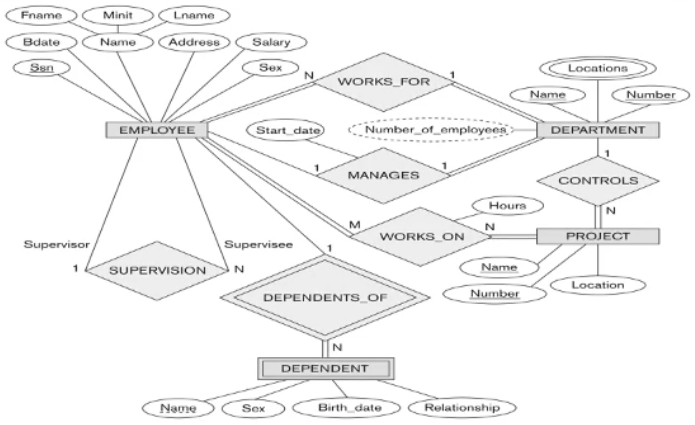 Fname
Minit
Lname
Bdate
Name
Address
Salary
Ssn
Sex
N
WORKS_FOR
1
Locations
Name
Number
EMPLOYEE
Start_date
Number_of_employees
DEPARTMENT
1
MANAGES
1
1
CONTROLS
N
Hours
M
WORKS_ON
N
PROJECT
Supervisor
Supervisee
1
SUPERVISION
N
1
Name
Number
Location
DEPENDENTS_OF
N
DEPENDENT
Name
Sex
Birth_date
Relationship